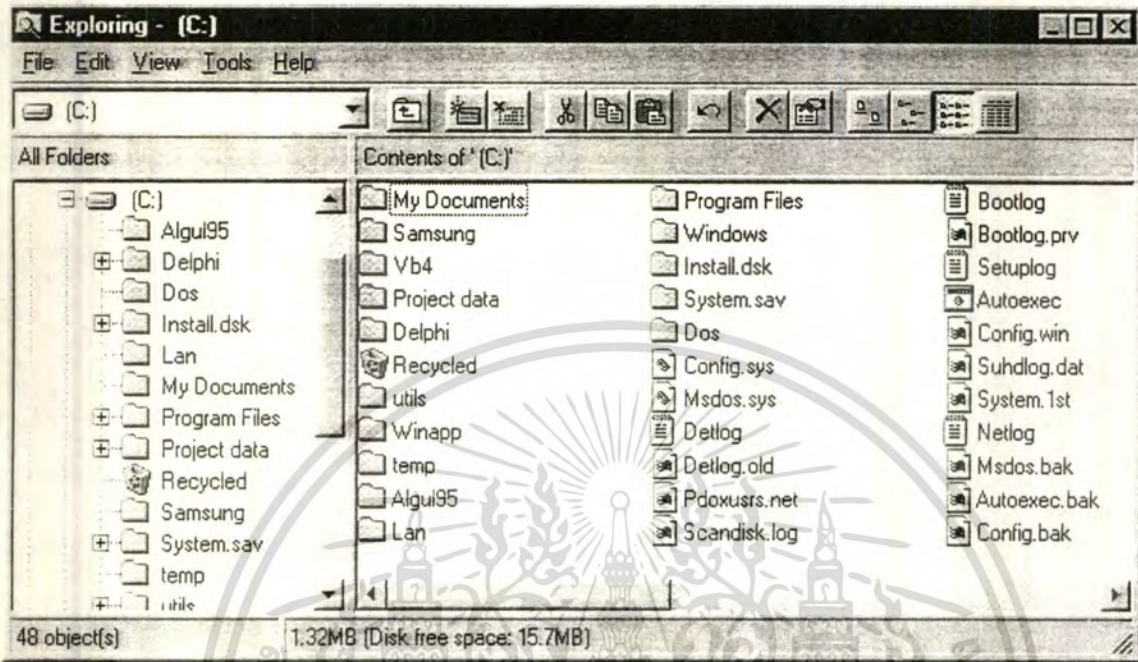 Exploring - (C:)
File Edit View Tools Help
(C:)
All Folders
Contents of '(C:)'
(C:)
Algul95
Delphi
Dos
Install.dsk
Lan
My Documents
Program Files
Project data
Recycled
Samsung
System.sav
temp
utils
My Documents
Samsung
Vb4
Project data
Delphi
Recycled
utils
Winapp
temp
Algul95
Lan
Program Files
Windows
Install.dsk
System.sav
Dos
Config.sys
Msdos.sys
Detlog
Detlog.old
Pdoxusrs.net
Scandisk.log
Bootlog
Bootlog.prv
Setuplog
Autoexec
Config.win
Suhdlog.dat
System.1st
Netlog
Msdos.bak
Autoexec.bak
Config.bak
48 object(s)
1.32MB (Disk free space: 15.7MB)